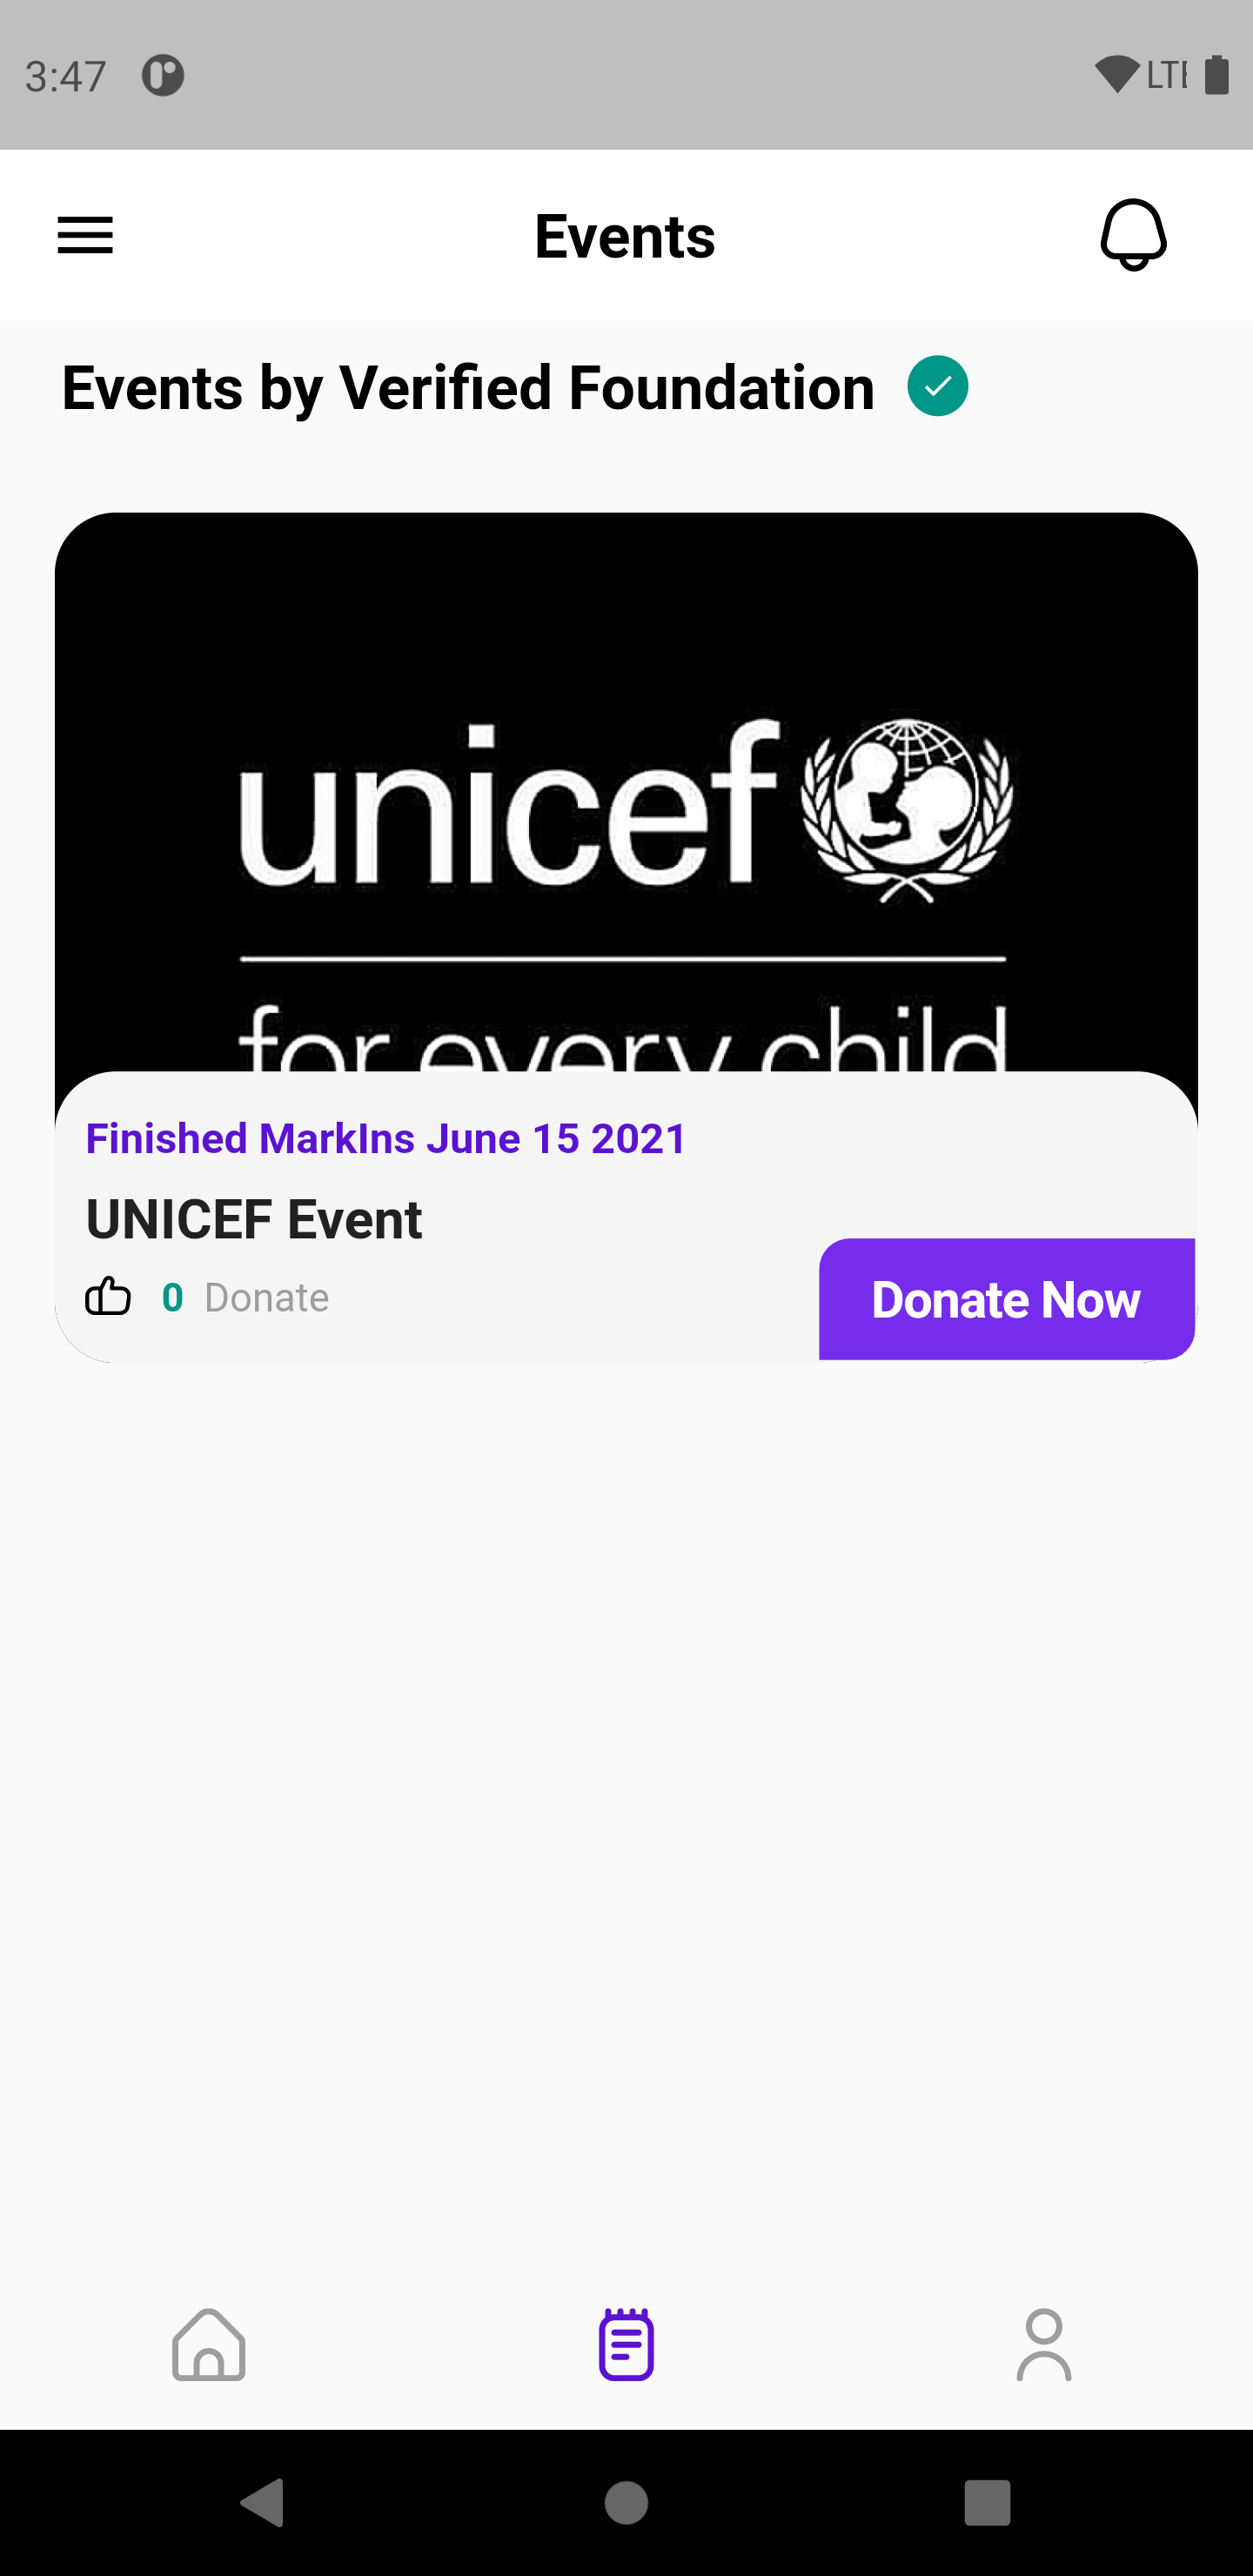 3:47
LTE
Events
Events by Verified Foundation
unicef
for every child
Finished MarkIns June 15 2021
UNICEF Event
0 Donate
Donate Now